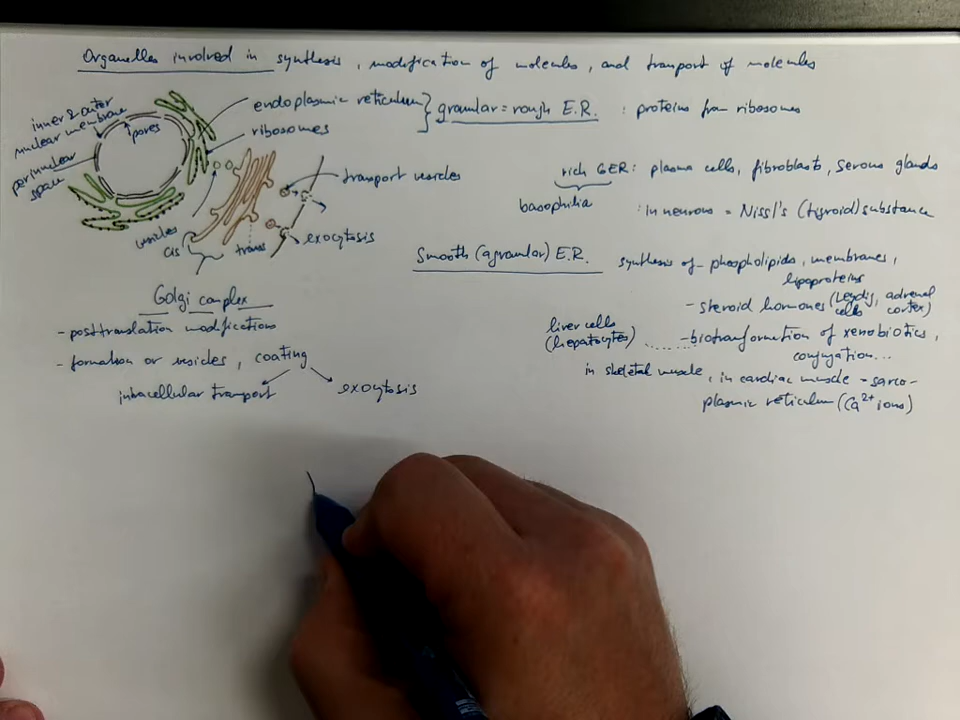 Organelles involved in synthesis, modification of molecules, and transport of molecules
inner & outer
nuclear membrane
pores
perinuclear
space
endoplasmic reticulum } granular = rough E.R. : proteins from ribosomes
ribosomes
transport vesicles
rich GER: plasma cells, fibroblasts, serous glands
basophilia
: in neurons = Nissl's (tigroid) substance
vesicles
cis
trans
exocytosis
Smooth (agranular) E.R. synthesis of - phospholipids, membranes,
lipoproteins
- steroid hormones (Leydig cells, adrenal cortex)
Golgi complex
- posttranslation modifications
- formation or vesicles, coating
intracellular transport
exocytosis
liver cells
(hepatocytes) ........ - biotransformation of xenobiotics,
conjugation...
in skeletal muscle, in cardiac muscle - sarco-
plasmic reticulum (Ca²⁺ ions)